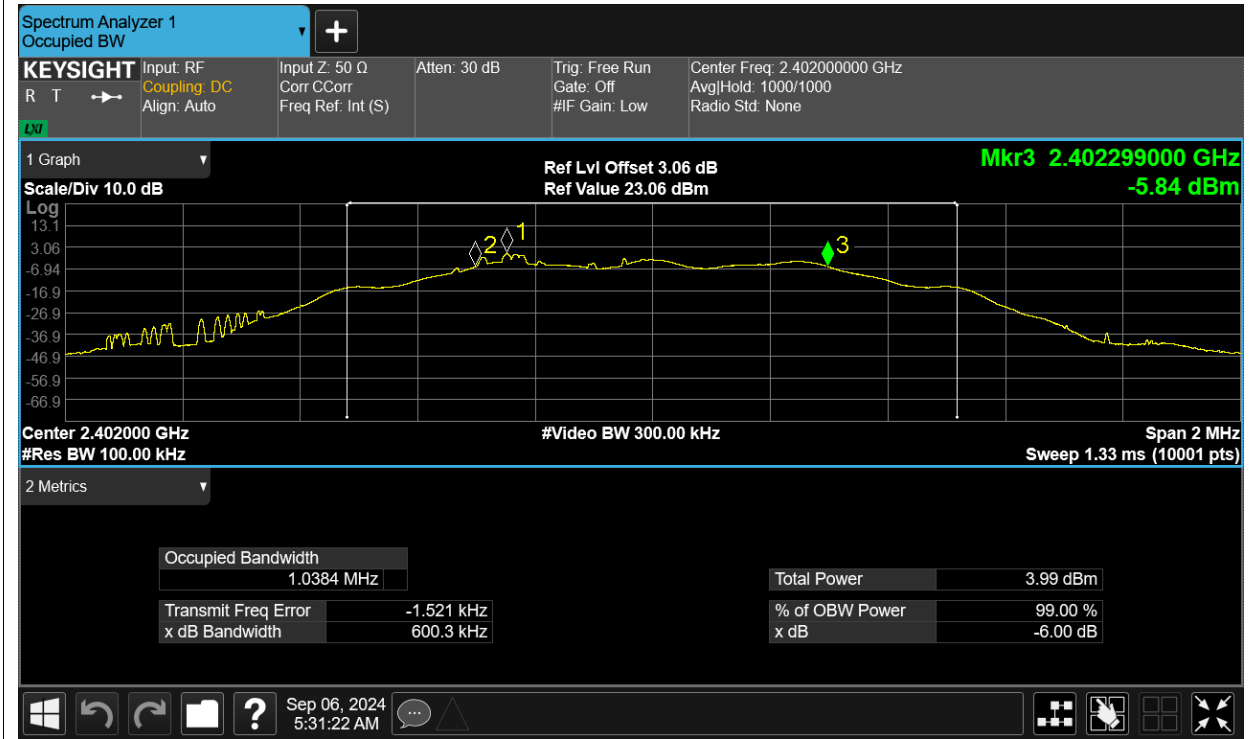 Spectrum Analyzer 1
Occupied BW
+
KEYSIGHT
R T
LXI
Input: RF
Coupling: DC
Align: Auto
Input Z: 50 Ω
Corr CCorr
Freq Ref: Int (S)
Atten: 30 dB
Trig: Free Run
Gate: Off
#IF Gain: Low
Center Freq: 2.402000000 GHz
Avg|Hold: 1000/1000
Radio Std: None
1 Graph
Scale/Div 10.0 dB
Ref Lvl Offset 3.06 dB
Ref Value 23.06 dBm
Mkr3 2.402299000 GHz
-5.84 dBm
Log
13.1
3.06
-6.94
-16.9
-26.9
-36.9
-46.9
-56.9
-66.9
2
1
3
Center 2.402000 GHz
#Res BW 100.00 kHz
#Video BW 300.00 kHz
Span 2 MHz
Sweep 1.33 ms (10001 pts)
2 Metrics
Occupied Bandwidth
1.0384 MHz
Transmit Freq Error -1.521 kHz
x dB Bandwidth 600.3 kHz
Total Power 3.99 dBm
% of OBW Power 99.00 %
x dB -6.00 dB
?
Sep 06, 2024
5:31:22 AM